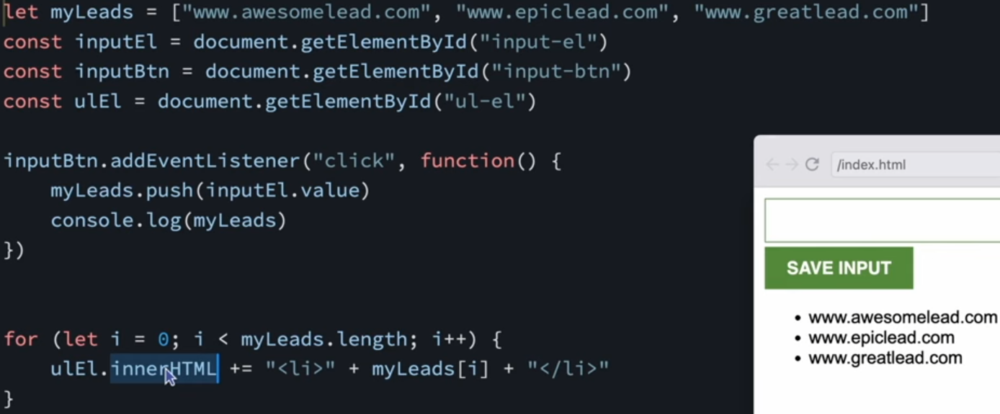 let myLeads = ["www.awesomelead.com", "www.epiclead.com", "www.greatlead.com"]
const inputEl = document.getElementById("input-el")
const inputBtn = document.getElementById("input-btn")
const ulEl = document.getElementById("ul-el")
inputBtn.addEventListener("click", function() {
    myLeads.push(inputEl.value)
    console.log(myLeads)
})
for (let i = 0; i < myLeads.length; i++) {
    ulEl.innerHTML += "<li>" + myLeads[i] + "</li>"
}
/index.html
SAVE INPUT
• www.awesomelead.com
• www.epiclead.com
• www.greatlead.com